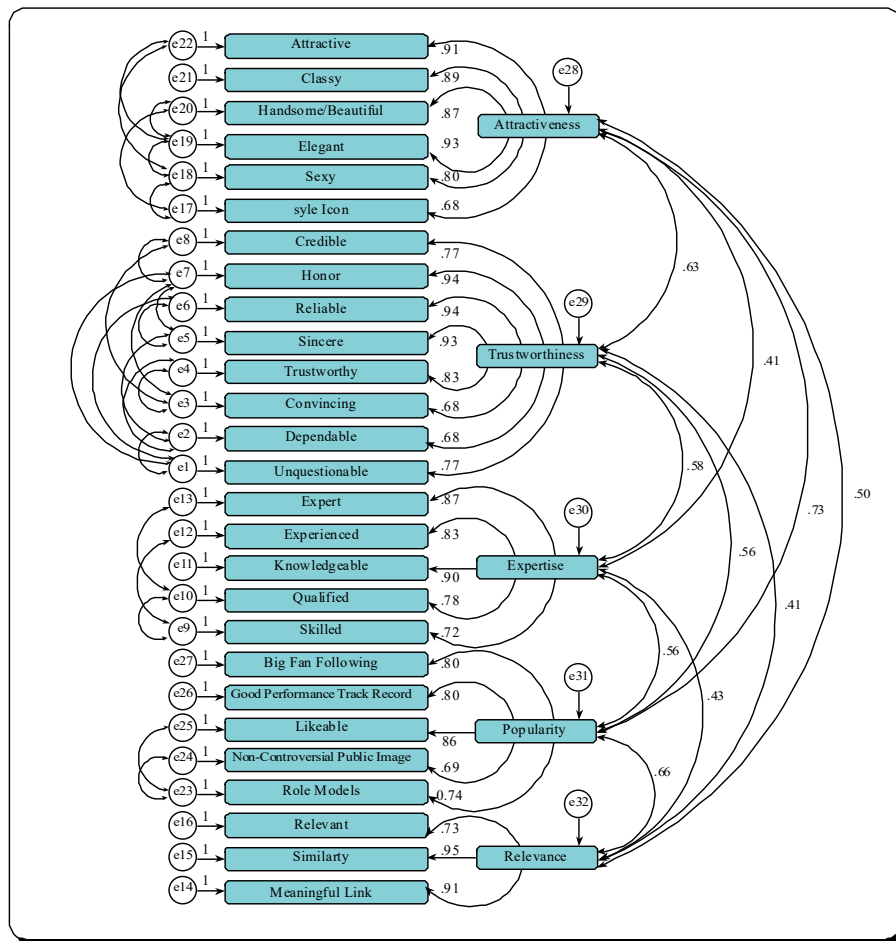 e22 1 Attractive .91
e28
e21 1 Classy .89
e20 1 Handsome/Beautiful .87
Attractiveness
e19 1 Elegant .93
e18 1 Sexy .80
e17 1 syle Icon .68
e8 1 Credible .77
.63
e7 1 Honor .94
e6 1 Reliable .94
e29
e5 1 Sincere .93
Trustworthiness
.41
e4 1 Trustworthy .83
e3 1 Convincing .68
e2 1 Dependable .68
e1 1 Unquestionable .77
.58
e13 1 Expert .87
.50
e30
.73
e12 1 Experienced .83
.56
e11 1 Knowledgeable .90
Expertise
e10 1 Qualified .78
.41
e9 1 Skilled .72
.56
e27 1 Big Fan Following .80
e31
.43
e26 1 Good Performance Track Record .80
e25 1 Likeable 86
Popularity
e24 1 Non-Controversial Public Image .69
.66
e23 1 Role Models 0.74
e32
e16 1 Relevant .73
e15 1 Similarty .95
Relevance
e14 1 Meaningful Link .91